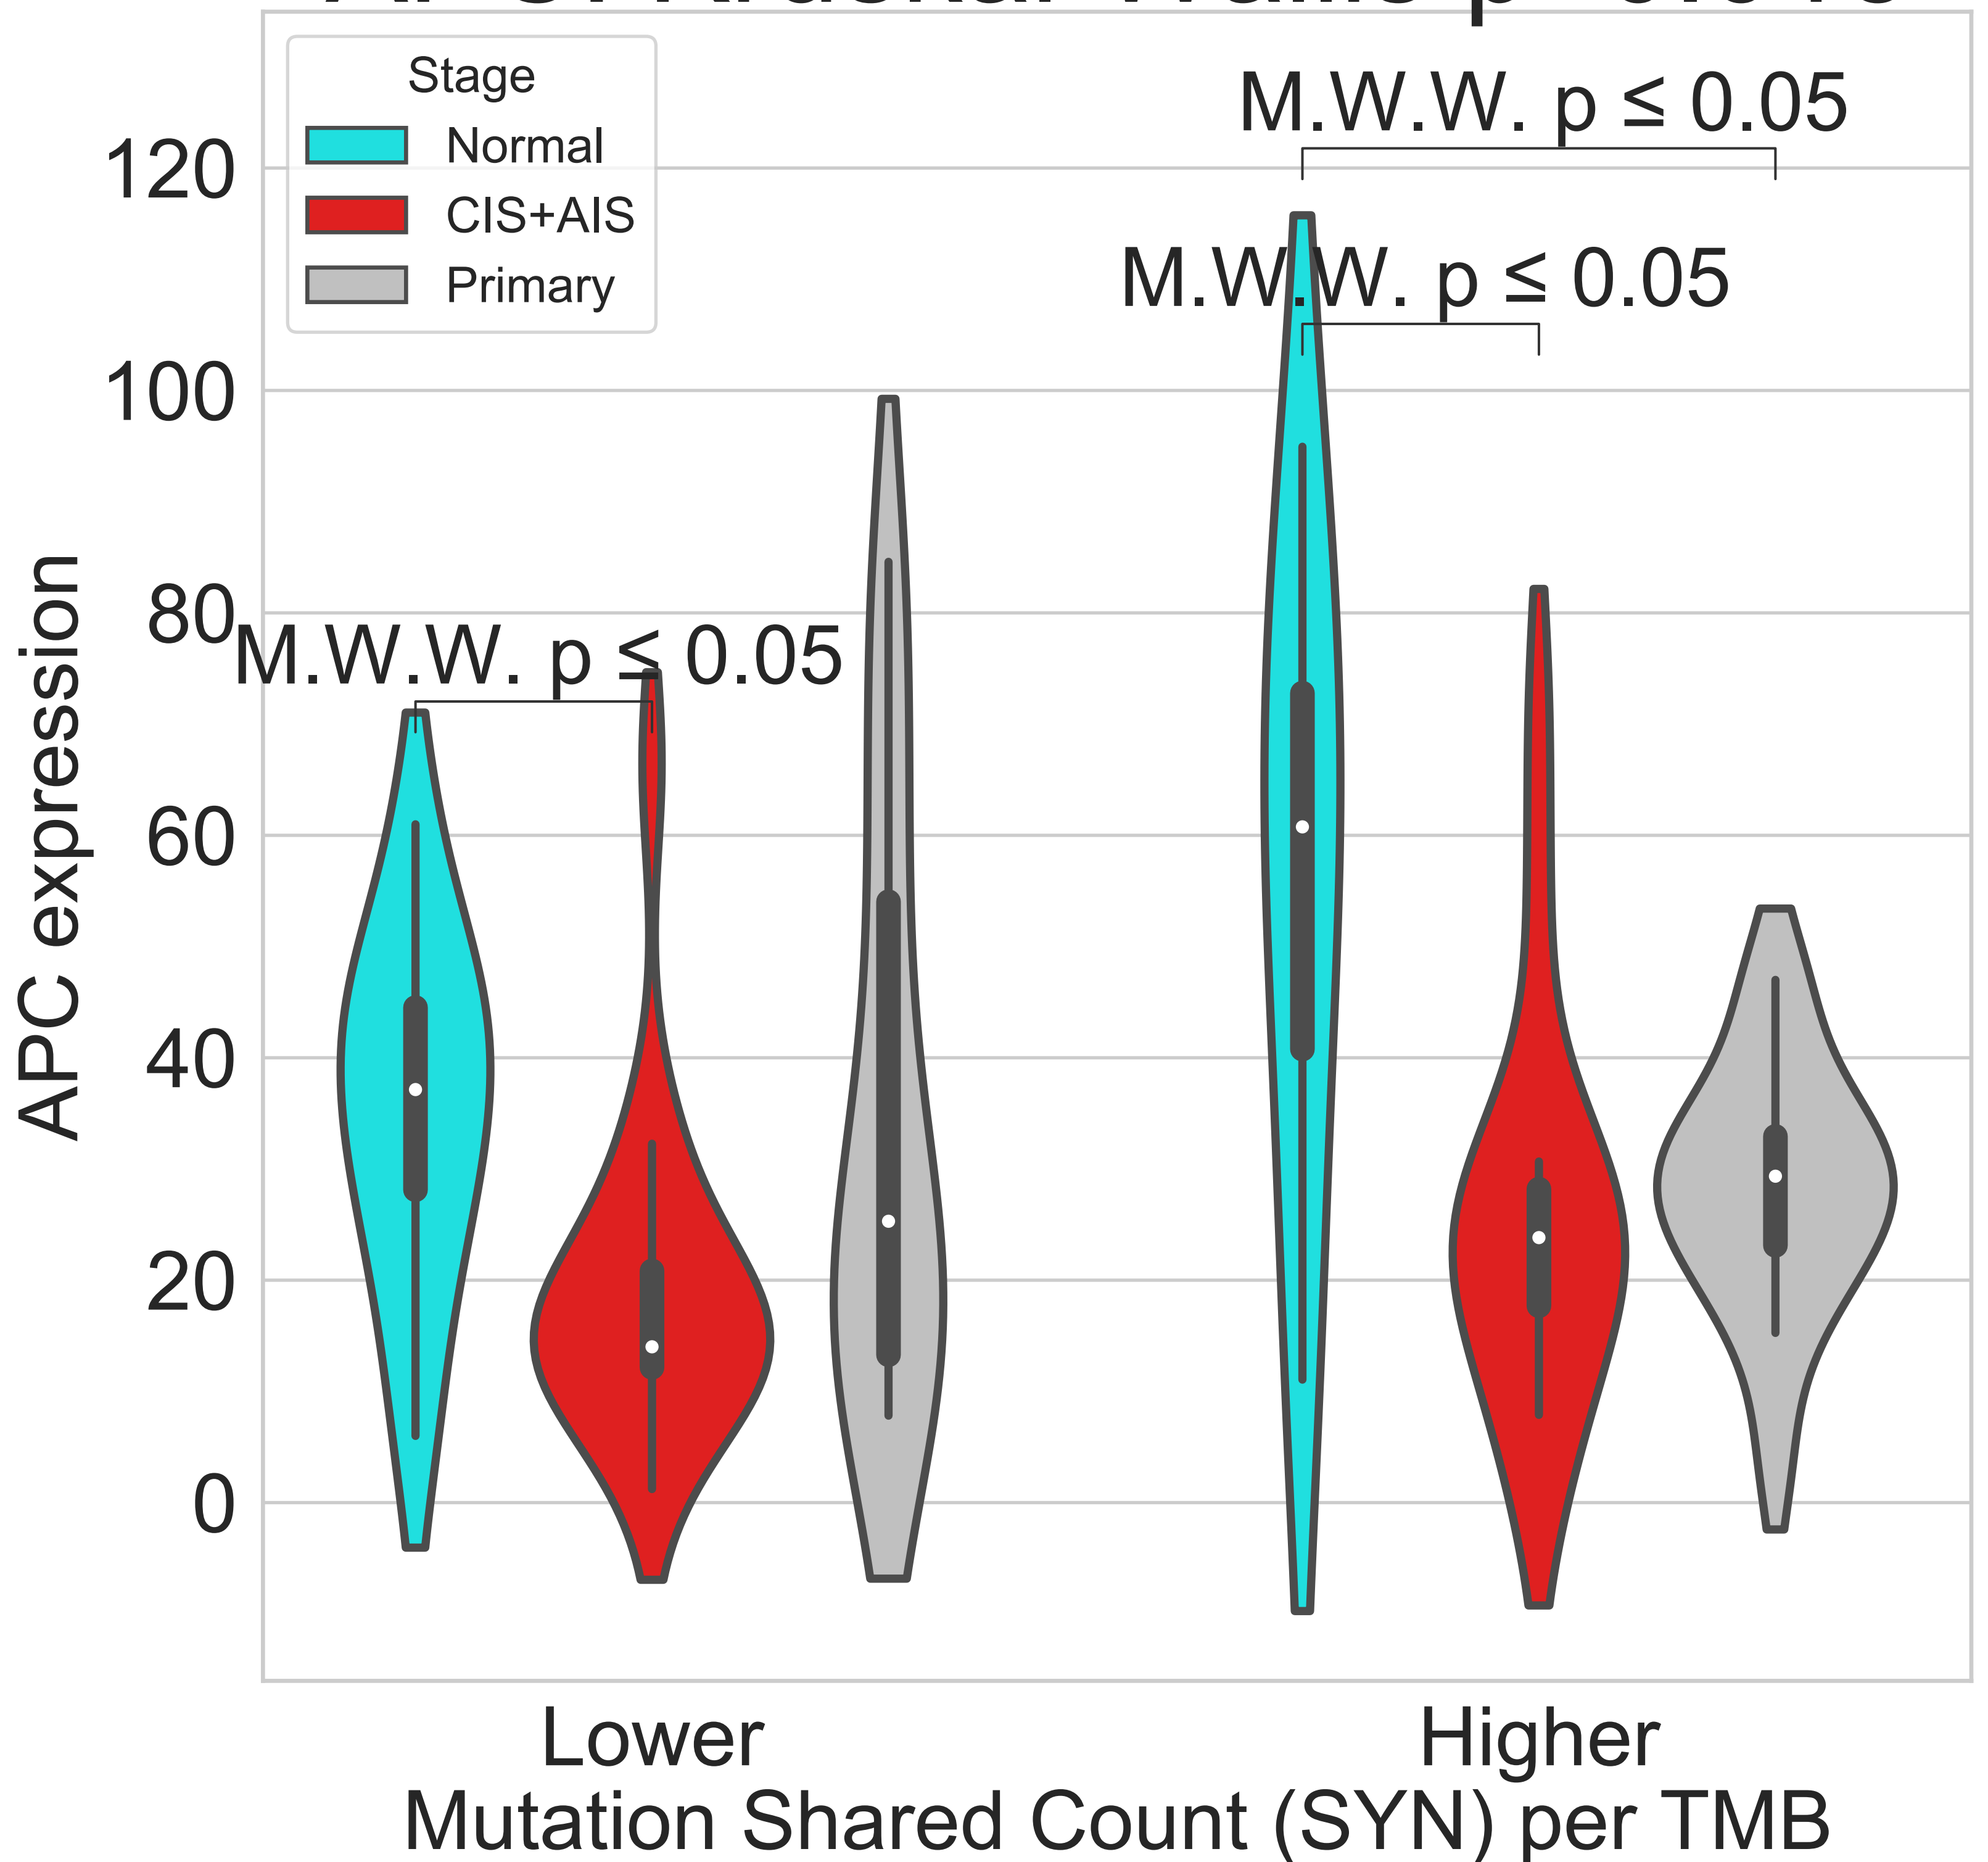 Stage
Normal
CIS+AIS
Primary
M.W.W. p ≤ 0.05
M.W.W. p ≤ 0.05
M.W.W. p ≤ 0.05
120
100
80
60
40
20
0
APC expression
Lower
Higher
Mutation Shared Count (SYN) per TMB